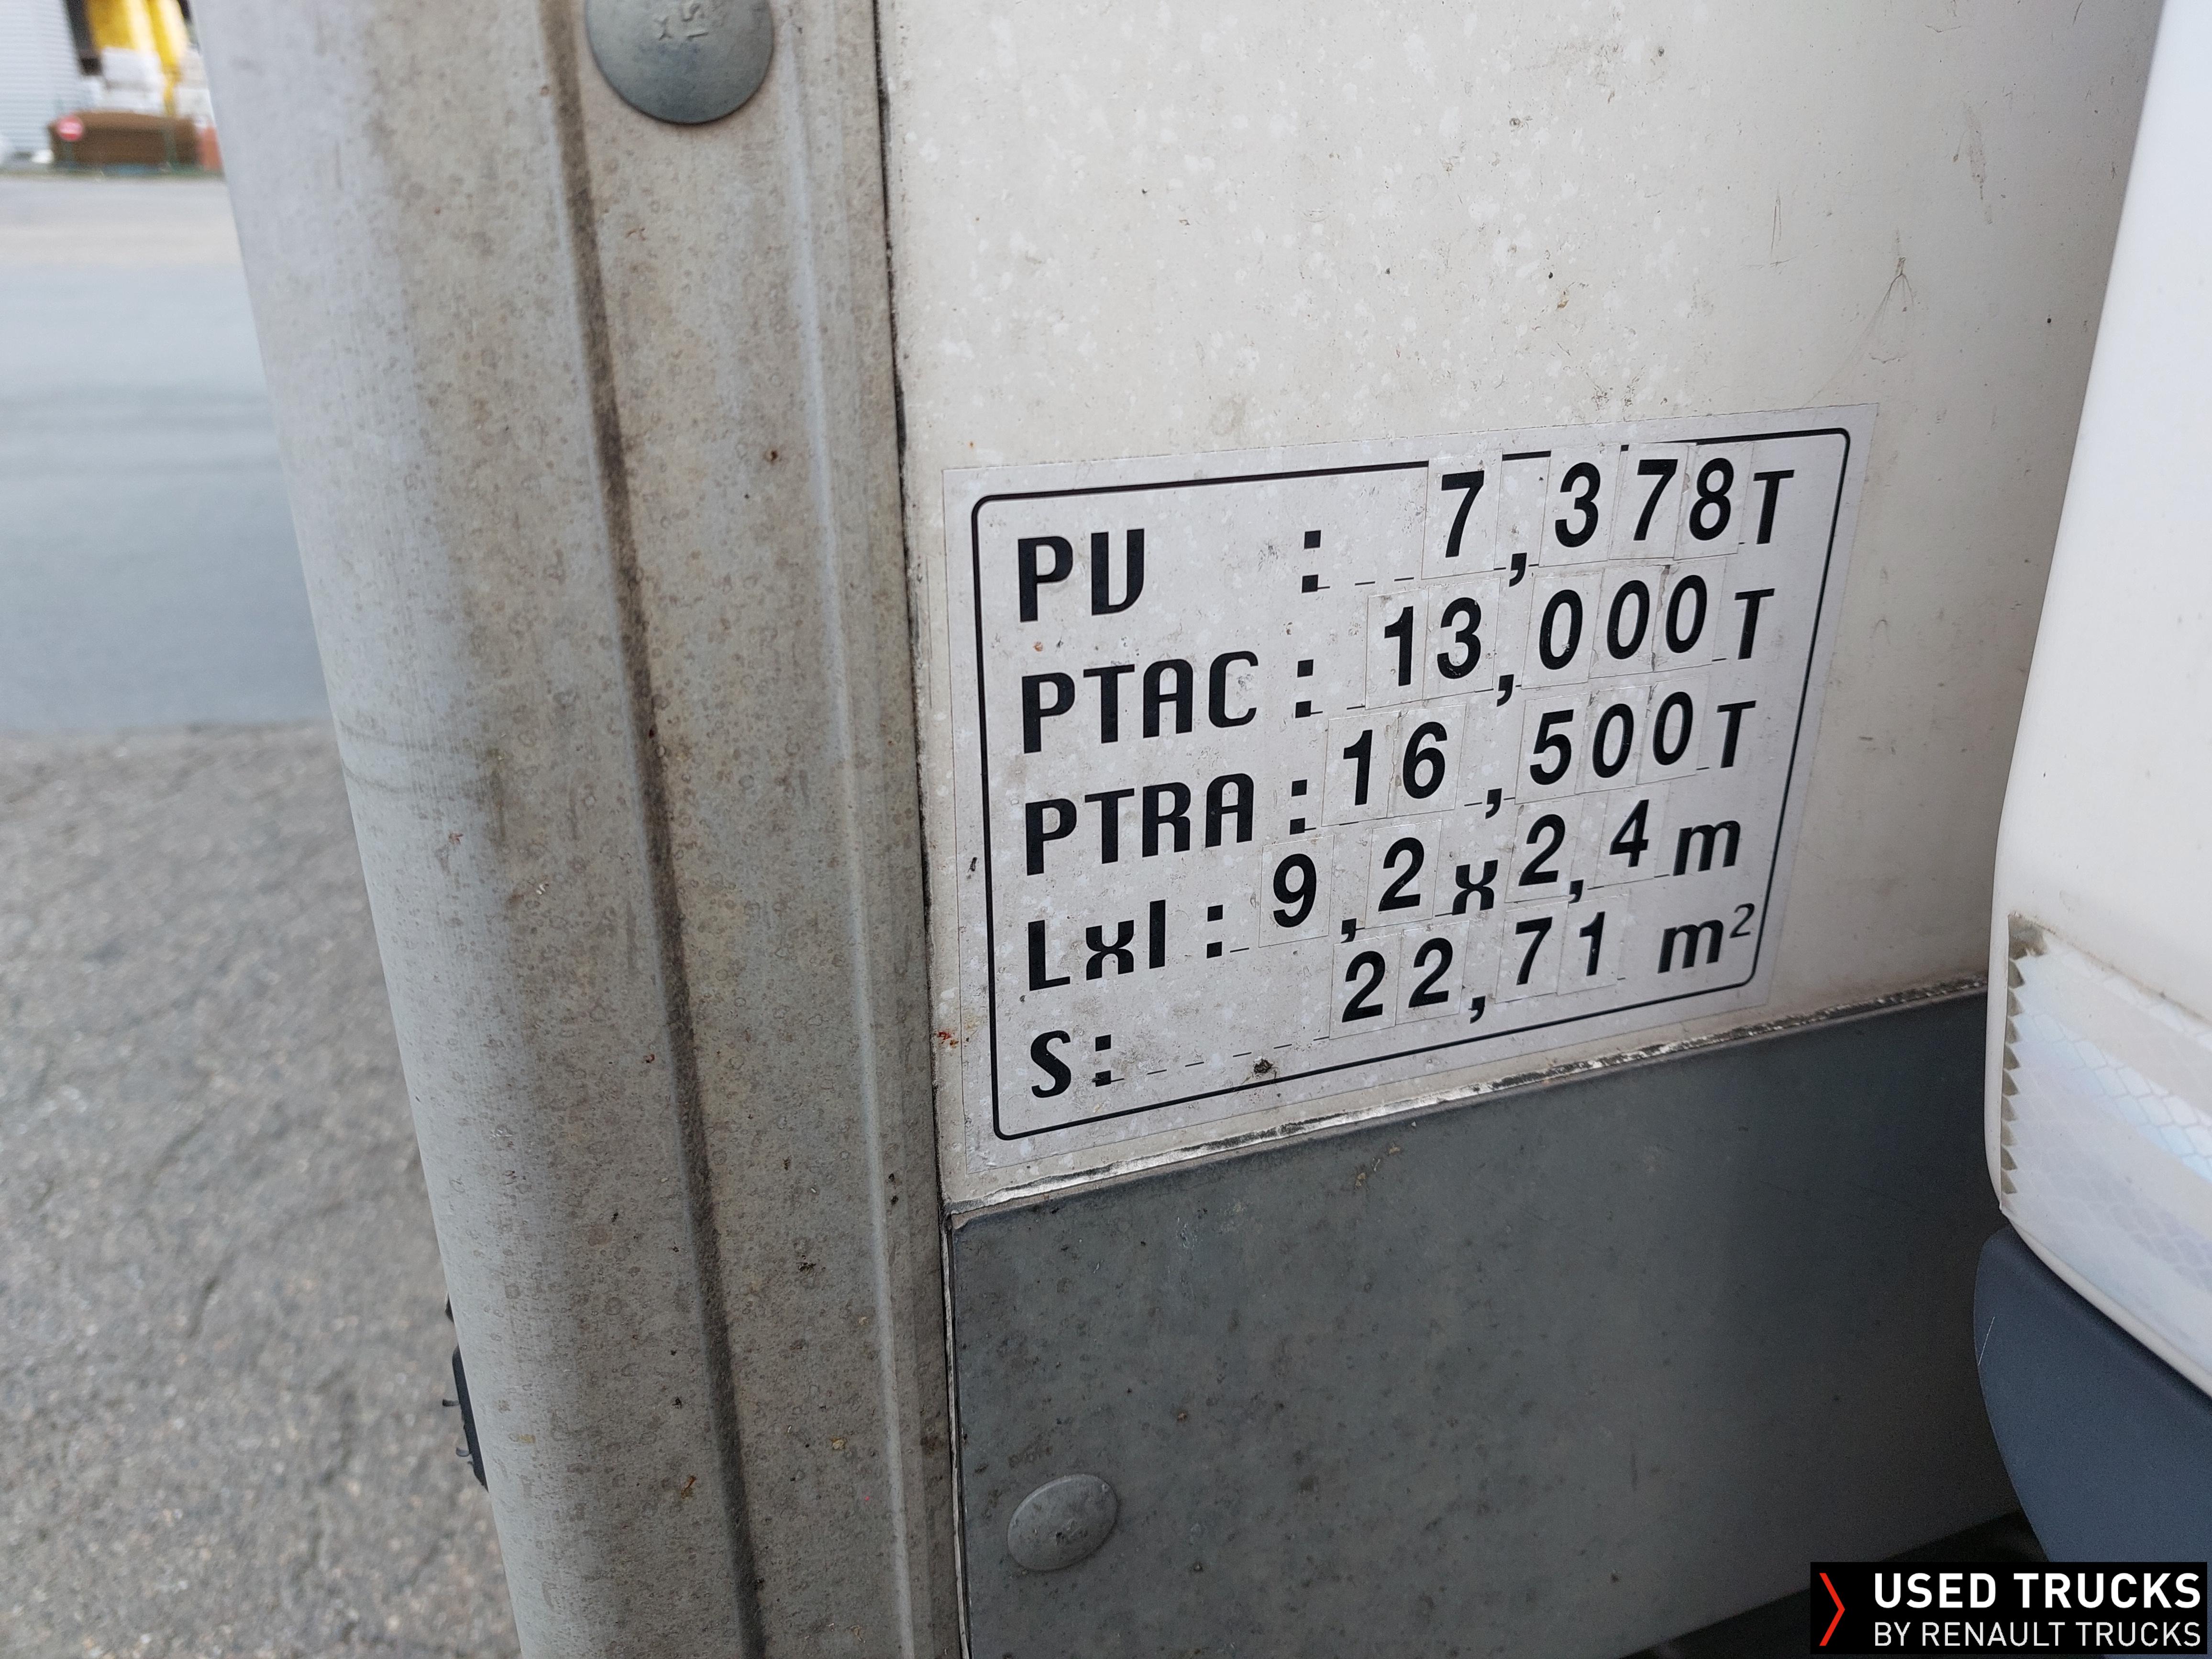 PV : 7,378T
PTAC : 13,000T
PTRA : 16,500T
Lxl : 9,2x2,4m
S: 22,71 m²
USED TRUCKS
BY RENAULT TRUCKS